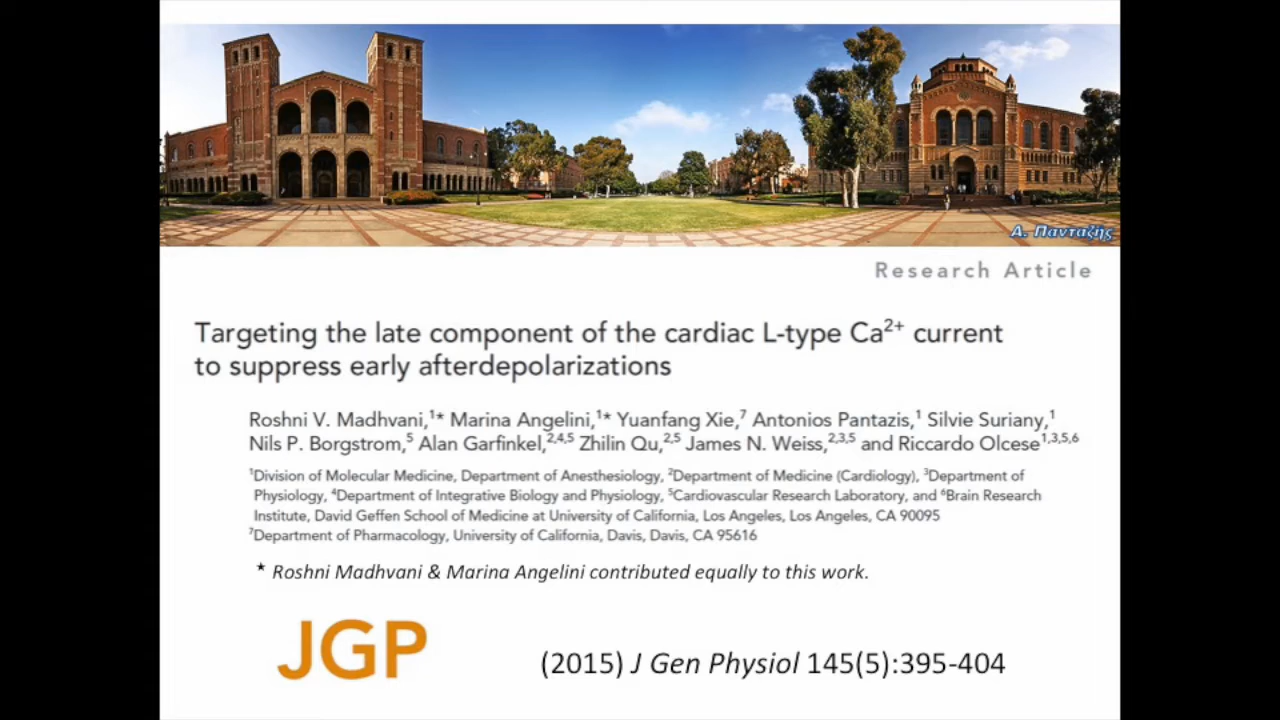 Α. Πανταζής
Research Article
Targeting the late component of the cardiac L-type Ca²⁺ current
to suppress early afterdepolarizations
Roshni V. Madhvani,¹* Marina Angelini,¹* Yuanfang Xie,⁷ Antonios Pantazis,¹ Silvie Suriany,¹
Nils P. Borgstrom,⁵ Alan Garfinkel,²,⁴,⁵ Zhilin Qu,²,⁵ James N. Weiss,²,³,⁵ and Riccardo Olcese¹,³,⁵,⁶
¹Division of Molecular Medicine, Department of Anesthesiology, ²Department of Medicine (Cardiology), ³Department of
Physiology, ⁴Department of Integrative Biology and Physiology, ⁵Cardiovascular Research Laboratory, and ⁶Brain Research
Institute, David Geffen School of Medicine at University of California, Los Angeles, Los Angeles, CA 90095
⁷Department of Pharmacology, University of California, Davis, Davis, CA 95616
* Roshni Madhvani & Marina Angelini contributed equally to this work.
JGP
(2015) J Gen Physiol 145(5):395-404